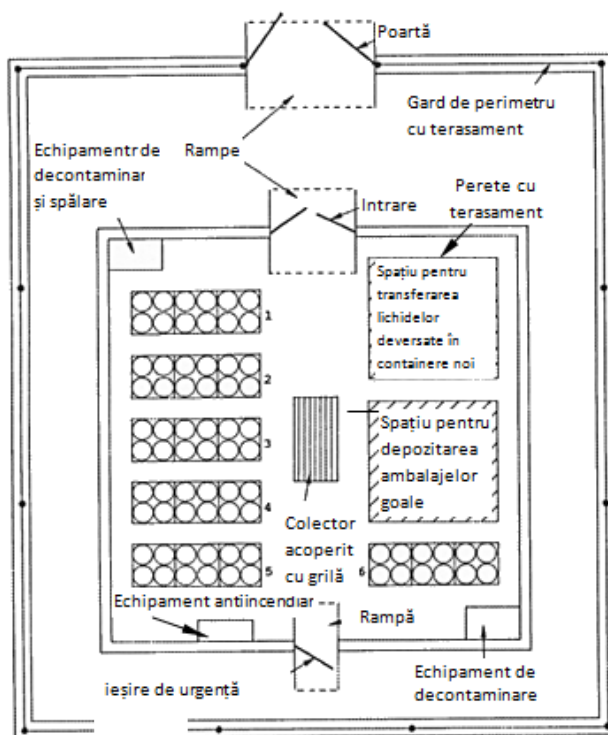 Poartă
Gard de perimetru
cu terasament
Echipamentr de
decontaminar
și spălare
Rampe
Intrare
Perete cu
terasament
Spațiu pentru
transferarea
lichidelor
deversate în
containere noi
1
2
3
4
5
Spațiu pentru
depozitarea
ambalajelor
goale
Colector
acoperit
cu grilă
6
Echipament antiincendiar
Rampă
ieșire de urgență
Echipament de
decontaminare